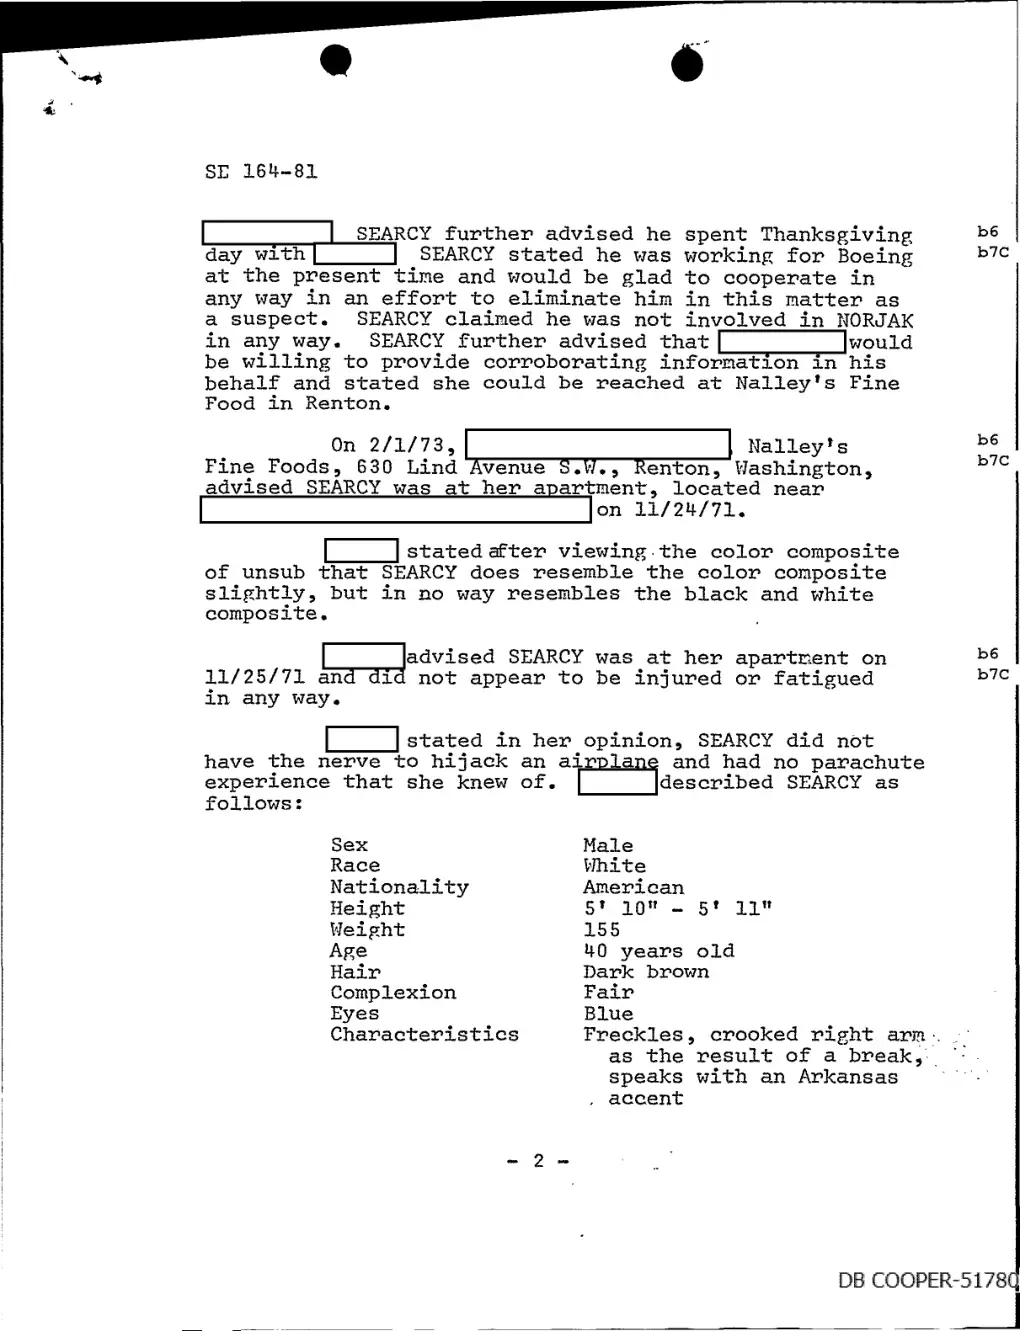 SE 164-81
SEARCY further advised he spent Thanksgiving b6
day with SEARCY stated he was working for Boeing b7C
at the present time and would be glad to cooperate in
any way in an effort to eliminate him in this matter as
a suspect. SEARCY claimed he was not involved in NORJAK
in any way. SEARCY further advised that would
be willing to provide corroborating information in his
behalf and stated she could be reached at Nalley's Fine
Food in Renton.
On 2/1/73, , Nalley's b6
Fine Foods, 630 Lind Avenue S.W., Renton, Washington, b7C
advised SEARCY was at her apartment, located near
on 11/24/71.
stated after viewing the color composite
of unsub that SEARCY does resemble the color composite
slightly, but in no way resembles the black and white
composite.
advised SEARCY was at her apartment on b6
11/25/71 and did not appear to be injured or fatigued b7C
in any way.
stated in her opinion, SEARCY did not
have the nerve to hijack an airplane and had no parachute
experience that she knew of. described SEARCY as
follows:
Sex Male
Race White
Nationality American
Height 5' 10" - 5' 11"
Weight 155
Age 40 years old
Hair Dark brown
Complexion Fair
Eyes Blue
Characteristics Freckles, crooked right arm
as the result of a break,
speaks with an Arkansas
accent
- 2 -
DB COOPER-51780